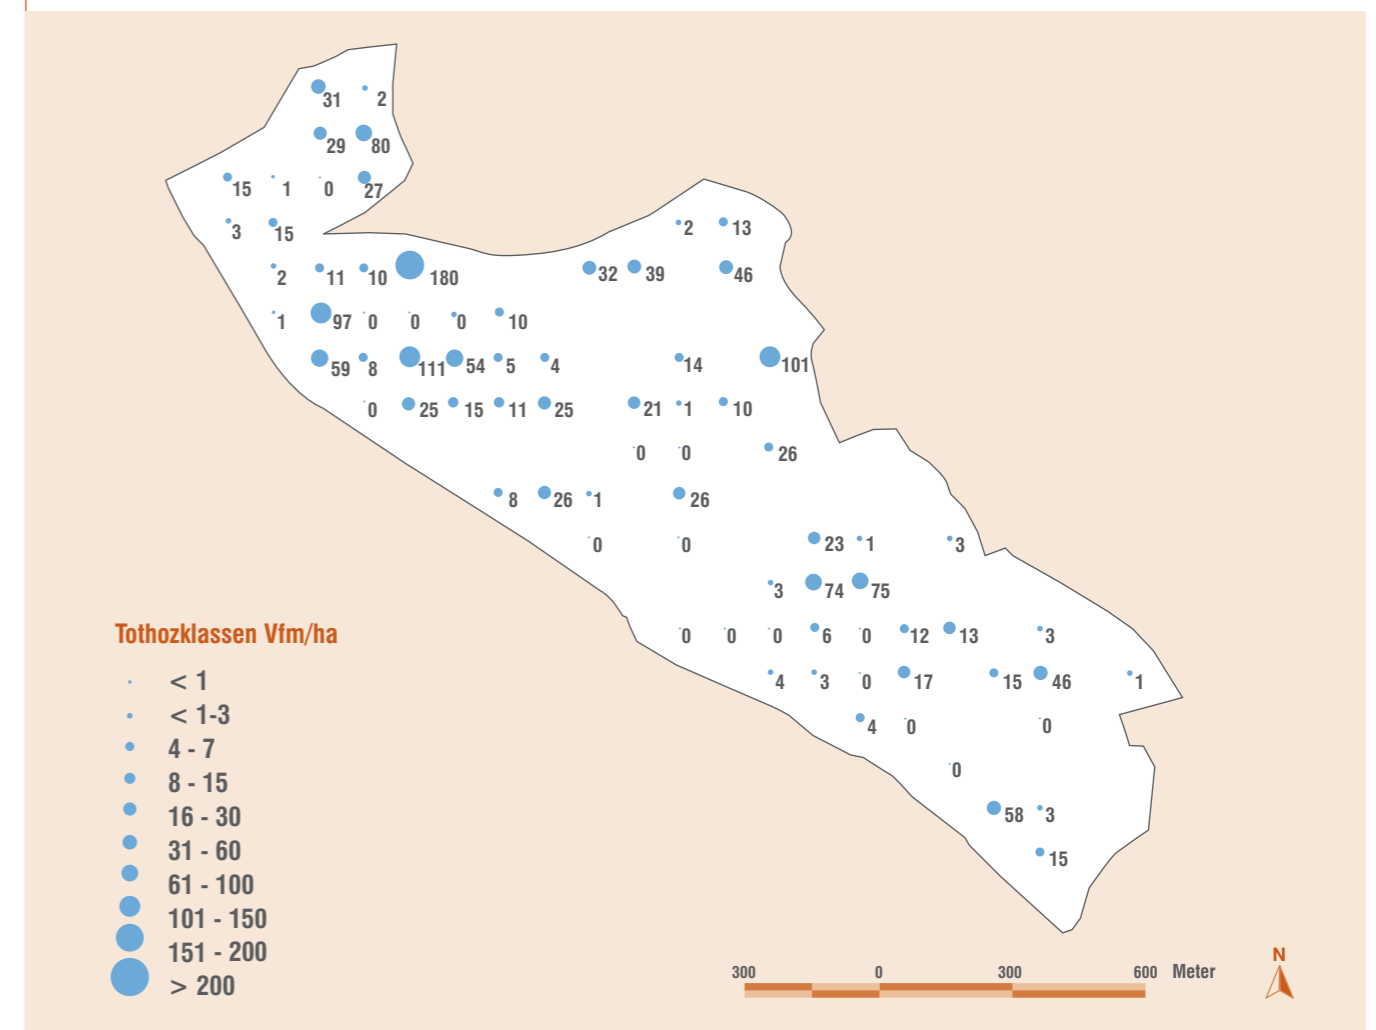 31 2
29 80
15 1 0 27
3 15
2 13
2 11 10 180 32 39 46
1 97 0 0 0 10
59 8 111 54 5 4 14 101
0 25 15 11 25 21 1 10
0 0 26
8 26 1 26
0 0 23 1 3
3 74 75
0 0 0 6 0 12 13 3
4 3 0 17 15 46 1
4 0 0
0
58 3
15
Tothozklassen Vfm/ha
< 1
< 1-3
4 - 7
8 - 15
16 - 30
31 - 60
61 - 100
101 - 150
151 - 200
> 200
300 0 300 600 Meter
N